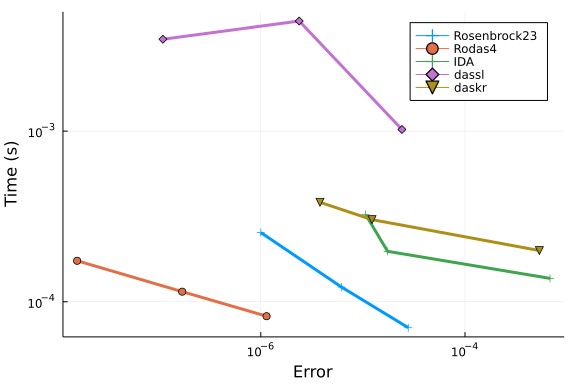 Time (s)
10⁻³
10⁻⁴
Rosenbrock23
Rodas4
IDA
dassl
daskr
10⁻⁶
10⁻⁴
Error